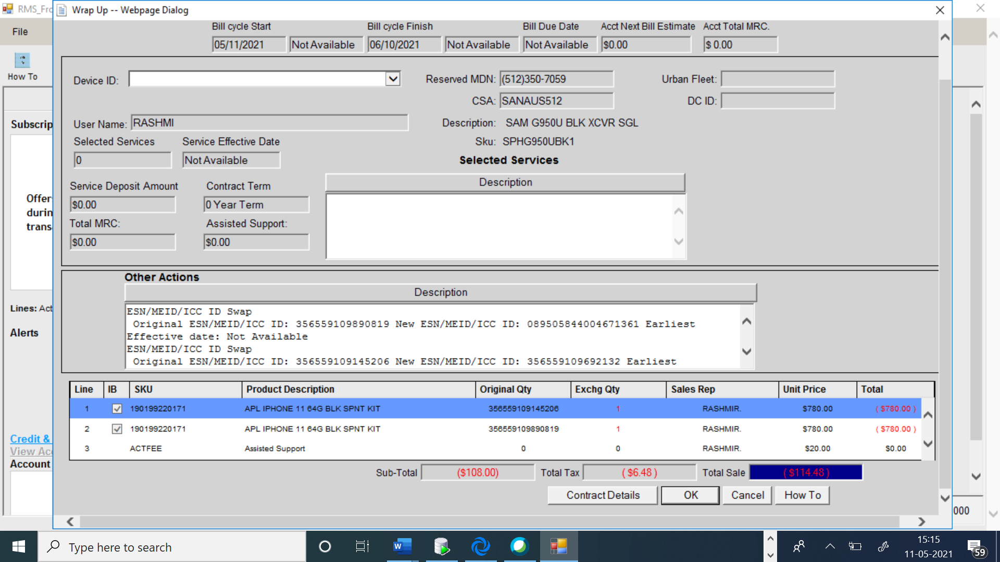 RMS_Fro
Wrap Up -- Webpage Dialog
File
How To
Bill cycle Start
Bill cycle Finish
Bill Due Date
Acct Next Bill Estimate
Acct Total MRC.
05/11/2021
Not Available
06/10/2021
Not Available
Not Available
$0.00
$ 0.00
Device ID:
Reserved MDN:
(512)350-7059
Urban Fleet:
CSA:
SANAUS512
DC ID:
User Name:
RASHMI
Description:
SAM G950U BLK XCVR SGL
Selected Services
Service Effective Date
Sku:
SPHG950UBK1
0
Not Available
Selected Services
Service Deposit Amount
Contract Term
Description
$0.00
0 Year Term
Total MRC:
Assisted Support:
$0.00
$0.00
Subscrip
Offer
durin
trans
Lines: Act
Alerts
Credit &
View Acc
Account
Other Actions
Description
ESN/MEID/ICC ID Swap
Original ESN/MEID/ICC ID: 356559109890819 New ESN/MEID/ICC ID: 089505844004671361 Earliest
Effective date: Not Available
ESN/MEID/ICC ID Swap
Original ESN/MEID/ICC ID: 356559109145206 New ESN/MEID/ICC ID: 356559109692132 Earliest
Line IB SKU Product Description Original Qty Exchg Qty Sales Rep Unit Price Total
1 190199220171 APL IPHONE 11 64G BLK SPNT KIT 356559109145206 1 RASHMIR. $780.00 ( $780.00 )
2 190199220171 APL IPHONE 11 64G BLK SPNT KIT 356559109890819 1 RASHMIR. $780.00 ( $780.00 )
3 ACTFEE Assisted Support 0 0 RASHMIR. $20.00 $0.00
Sub-Total ($108.00) Total Tax ( $6.48 ) Total Sale ( $114.48 )
Contract Details OK Cancel How To
000
Type here to search
W
15:15
11-05-2021
59